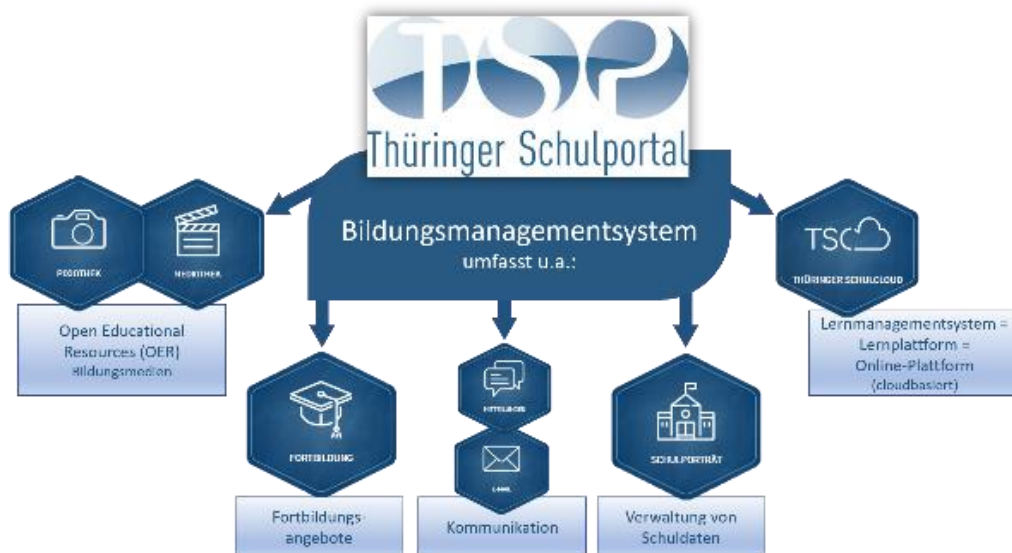 TSP
Thüringer Schulportal
Bildungsmanagementsystem
umfasst u.a.:
PIXOTHEK
MEDIOTHEK
TSC
THÜRINGER SCHULCLOUD
Open Educational
Resources (OER)
Bildungsmedien
Lernmanagementsystem =
Lernplattform =
Online-Plattform
(cloudbasiert)
FORTBILDUNG
E-MAIL
SCHULPORTRÄT
Fortbildungs-
angebote
Kommunikation
Verwaltung von
Schuldaten